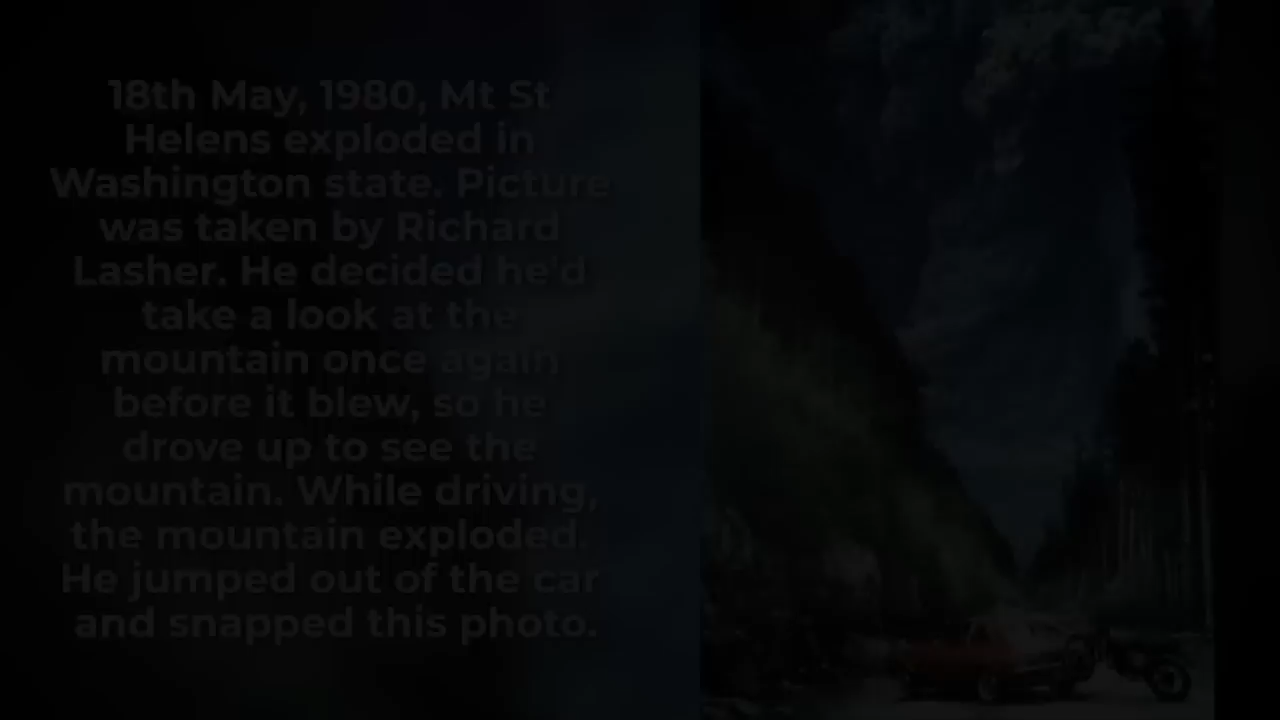 18th May, 1980, Mt St
Helens exploded in
Washington state. Picture
was taken by Richard
Lasher. He decided he'd
take a look at the
mountain once again
before it blew, so he
drove up to see the
mountain. While driving,
the mountain exploded.
He jumped out of the car
and snapped this photo.